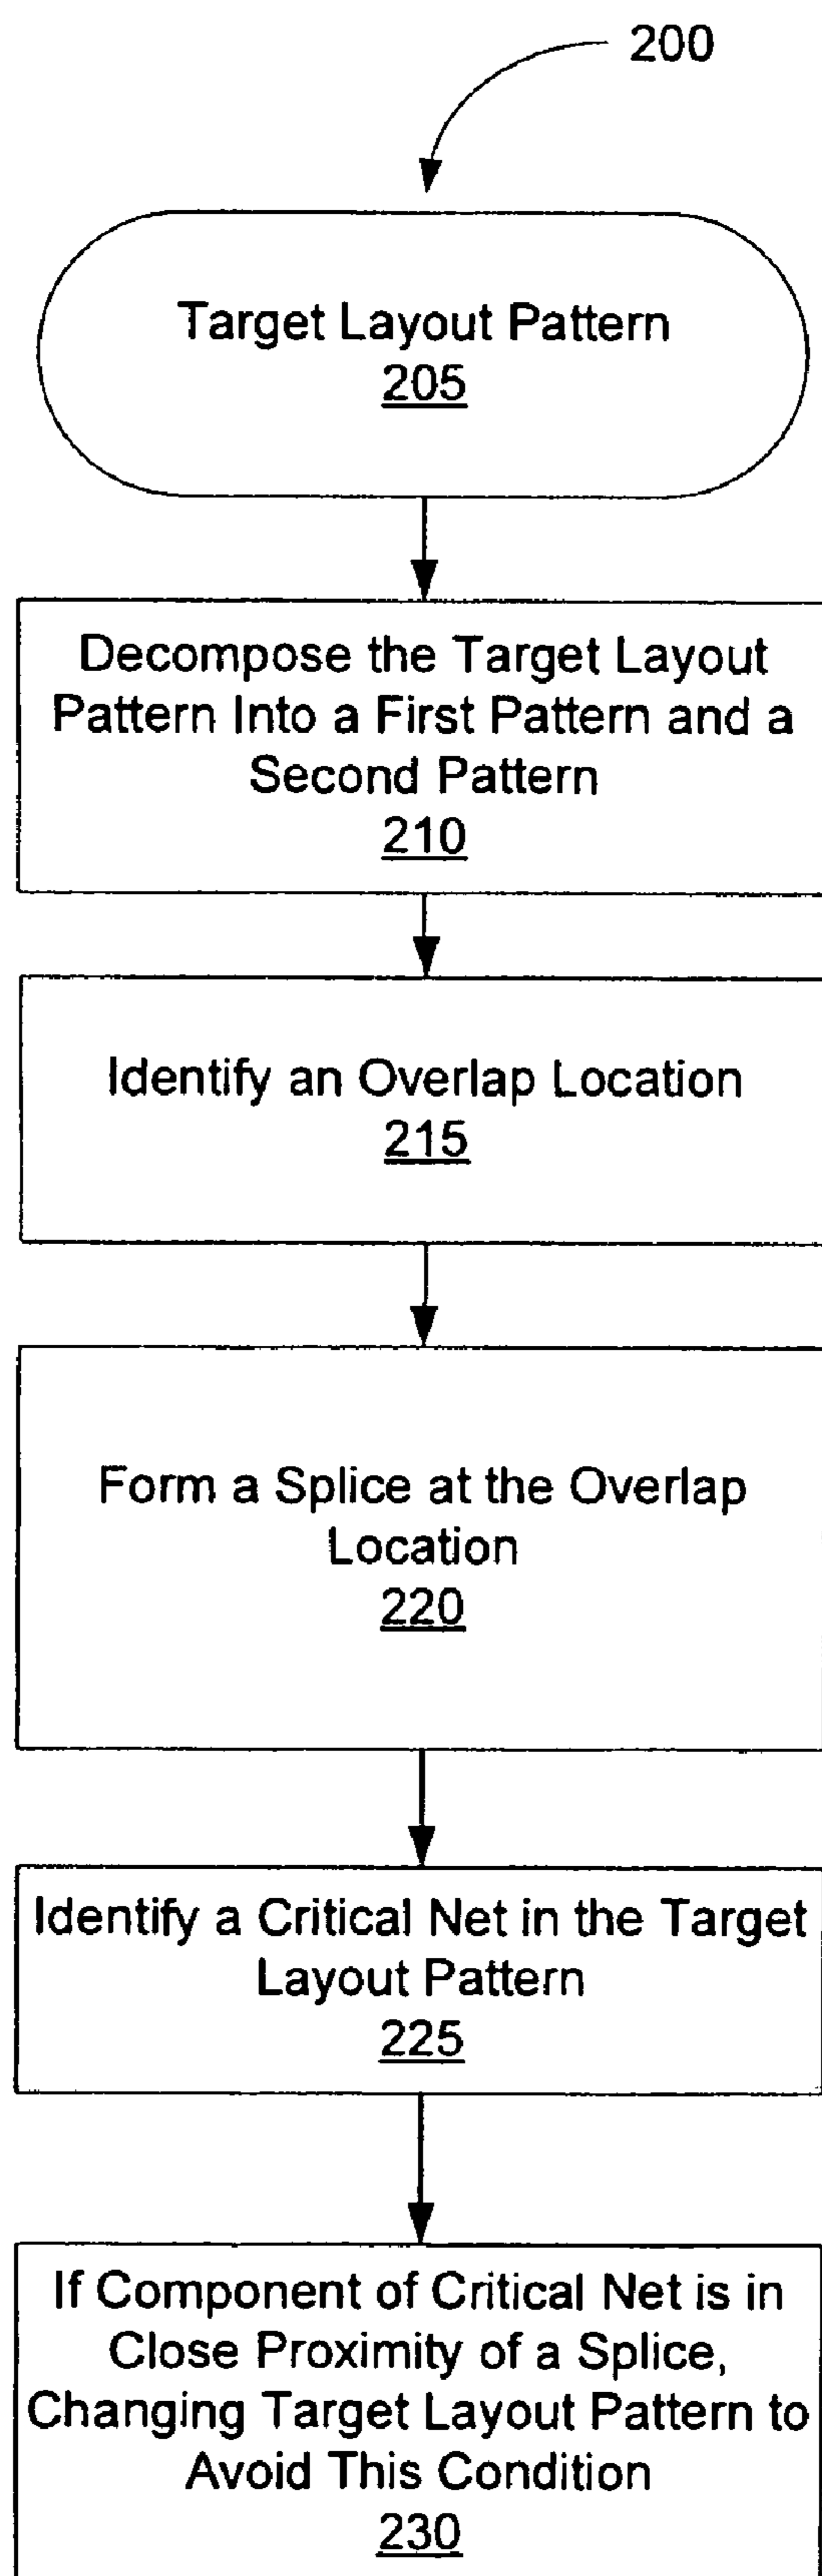 200
Target Layout Pattern
205
Decompose the Target Layout
Pattern Into a First Pattern and a
Second Pattern
210
Identify an Overlap Location
215
Form a Splice at the Overlap
Location
220
Identify a Critical Net in the Target
Layout Pattern
225
If Component of Critical Net is in
Close Proximity of a Splice,
Changing Target Layout Pattern to
Avoid This Condition
230